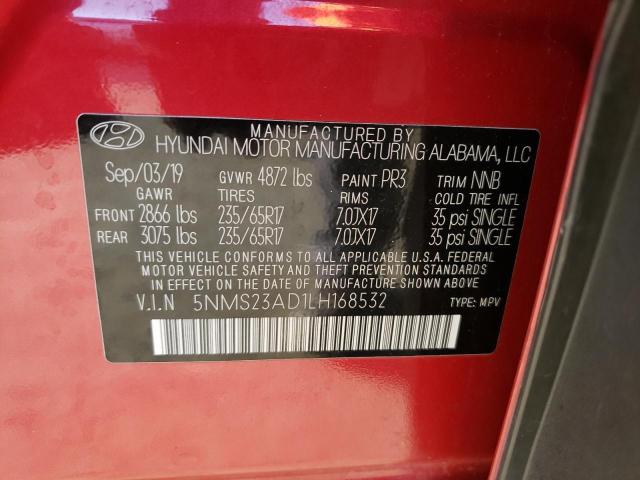 MANUFACTURED BY
HYUNDAI MOTOR MANUFACTURING ALABAMA, LLC
Sep/03/19 GVWR 4872 lbs PAINT PR3 TRIM NNB
GAWR TIRES RIMS COLD TIRE INFL
FRONT 2866 lbs 235/65R17 7.0JX17 35 psi SINGLE
REAR 3075 lbs 235/65R17 7.0JX17 35 psi SINGLE
THIS VEHICLE CONFORMS TO ALL APPLICABLE U.S.A. FEDERAL
MOTOR VEHICLE SAFETY AND THEFT PREVENTION STANDARDS
IN EFFECT ON THE DATE OF MANUFACTURE SHOWN ABOVE
V.I.N 5NMS23AD1LH168532 TYPE: MPV